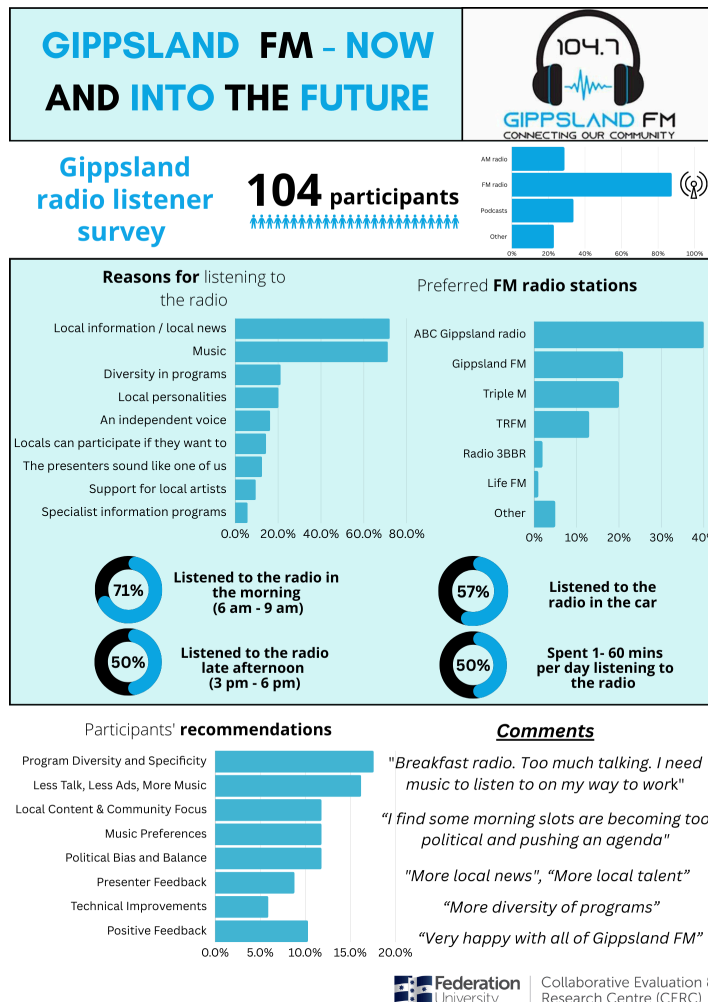 GIPPSLAND FM - NOW
AND INTO THE FUTURE
104.7
GIPPSLAND FM
CONNECTING OUR COMMUNITY
Gippsland
radio listener
survey
104 participants
AM radio
FM radio
Podcasts
Other
0% 20% 40% 60% 80% 100%
Reasons for listening to
the radio
Local information / local news
Music
Diversity in programs
Local personalities
An independent voice
Locals can participate if they want to
The presenters sound like one of us
Support for local artists
Specialist information programs
0.0% 20.0% 40.0% 60.0% 80.0%
Preferred FM radio stations
ABC Gippsland radio
Gippsland FM
Triple M
TRFM
Radio 3BBR
Life FM
Other
0% 10% 20% 30% 40%
71%
Listened to the radio in
the morning
(6 am - 9 am)
57%
Listened to the
radio in the car
50%
Listened to the radio
late afternoon
(3 pm - 6 pm)
50%
Spent 1- 60 mins
per day listening to
the radio
Participants' recommendations
Program Diversity and Specificity
Less Talk, Less Ads, More Music
Local Content & Community Focus
Music Preferences
Political Bias and Balance
Presenter Feedback
Technical Improvements
Positive Feedback
0.0% 5.0% 10.0% 15.0% 20.0%
Comments
"Breakfast radio. Too much talking. I need
music to listen to on my way to work"
“I find some morning slots are becoming too
political and pushing an agenda"
"More local news", “More local talent”
“More diversity of programs”
“Very happy with all of Gippsland FM”
Federation
University
Collaborative Evaluation &
Research Centre (CERC)